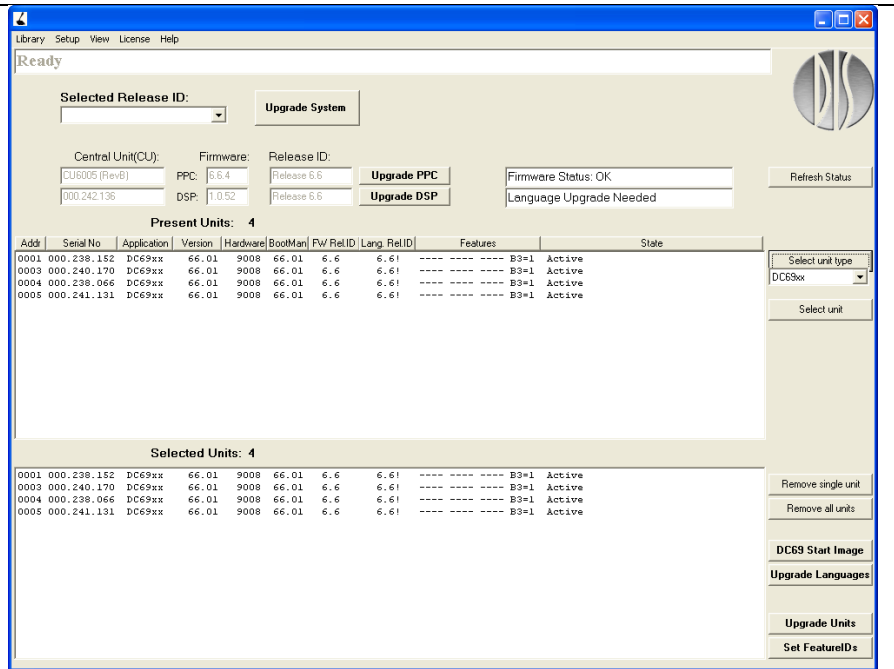 Library Setup View License Help
Ready
DIS
Selected Release ID:
Upgrade System
Central Unit(CU): Firmware: Release ID:
CU6005 (RevB) PPC: 6.6.4 Release 6.6 Upgrade PPC Firmware Status: OK Refresh Status
000.242.136 DSP: 1.0.52 Release 6.6 Upgrade DSP Language Upgrade Needed
Present Units: 4
Addr Serial No Application Version Hardware BootMan FW Rel.ID Lang. Rel.ID Features State
0001 000.238.152 DC69xx 66.01 9008 66.01 6.6 6.6! ---- ---- ---- B3=1 Active
0003 000.240.170 DC69xx 66.01 9008 66.01 6.6 6.6! ---- ---- ---- B3=1 Active
0004 000.238.066 DC69xx 66.01 9008 66.01 6.6 6.6! ---- ---- ---- B3=1 Active
0005 000.241.131 DC69xx 66.01 9008 66.01 6.6 6.6! ---- ---- ---- B3=1 Active
Select unit type
DC69xx
Select unit
Selected Units: 4
0001 000.238.152 DC69xx 66.01 9008 66.01 6.6 6.6! ---- ---- ---- B3=1 Active
0003 000.240.170 DC69xx 66.01 9008 66.01 6.6 6.6! ---- ---- ---- B3=1 Active
0004 000.238.066 DC69xx 66.01 9008 66.01 6.6 6.6! ---- ---- ---- B3=1 Active
0005 000.241.131 DC69xx 66.01 9008 66.01 6.6 6.6! ---- ---- ---- B3=1 Active
Remove single unit
Remove all units
DC69 Start Image
Upgrade Languages
Upgrade Units
Set FeatureIDs